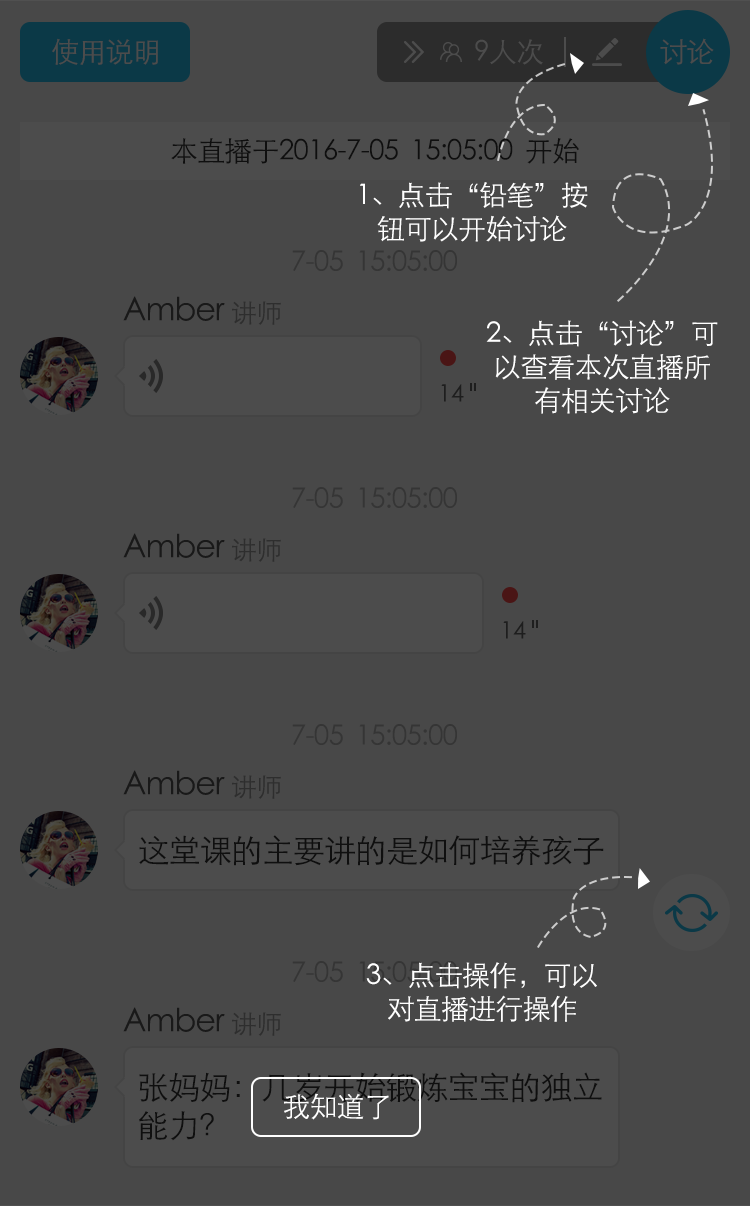 使用说明
9人次
讨论
本直播于2016-7-05 15:05:00 开始
1、点击“铅笔”按
钮可以开始讨论
7-05 15:05:00
Amber 讲师
14"
2、点击“讨论”可
以查看本次直播所
有相关讨论
7-05 15:05:00
Amber 讲师
14"
7-05 15:05:00
Amber 讲师
这堂课的主要讲的是如何培养孩子
7-05 15:05:00
3、点击操作，可以
对直播进行操作
Amber 讲师
张妈妈：几岁开始锻炼宝宝的独立
能力？
我知道了